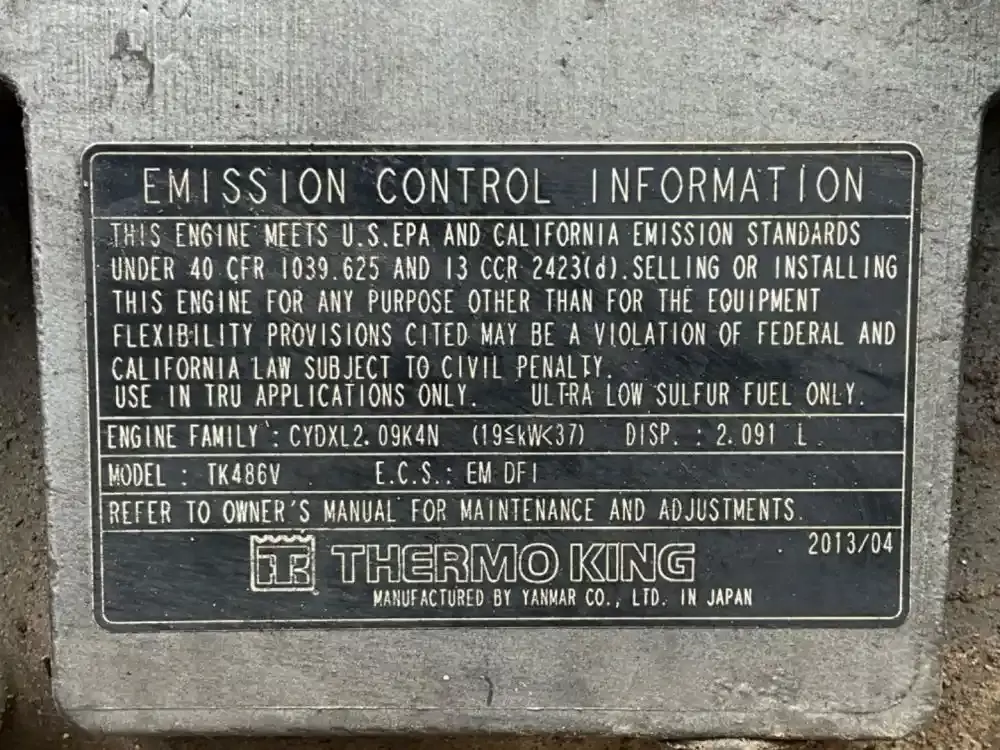 EMISSION CONTROL INFORMATION
THIS ENGINE MEETS U.S.EPA AND CALIFORNIA EMISSION STANDARDS
UNDER 40 CFR 1039.625 AND 13 CCR 2423(d).SELLING OR INSTALLING
THIS ENGINE FOR ANY PURPOSE OTHER THAN FOR THE EQUIPMENT
FLEXIBILITY PROVISIONS CITED MAY BE A VIOLATION OF FEDERAL AND
CALIFORNIA LAW SUBJECT TO CIVIL PENALTY.
USE IN TRU APPLICATIONS ONLY. ULTRA LOW SULFUR FUEL ONLY.
ENGINE FAMILY : CYDXL2.09K4N (19≦kW<37) DISP. : 2.091 L
MODEL : TK486V E.C.S.: EM DFI
REFER TO OWNER'S MANUAL FOR MAINTENANCE AND ADJUSTMENTS.
2013/04
TK THERMO KING
MANUFACTURED BY YANMAR CO., LTD. IN JAPAN